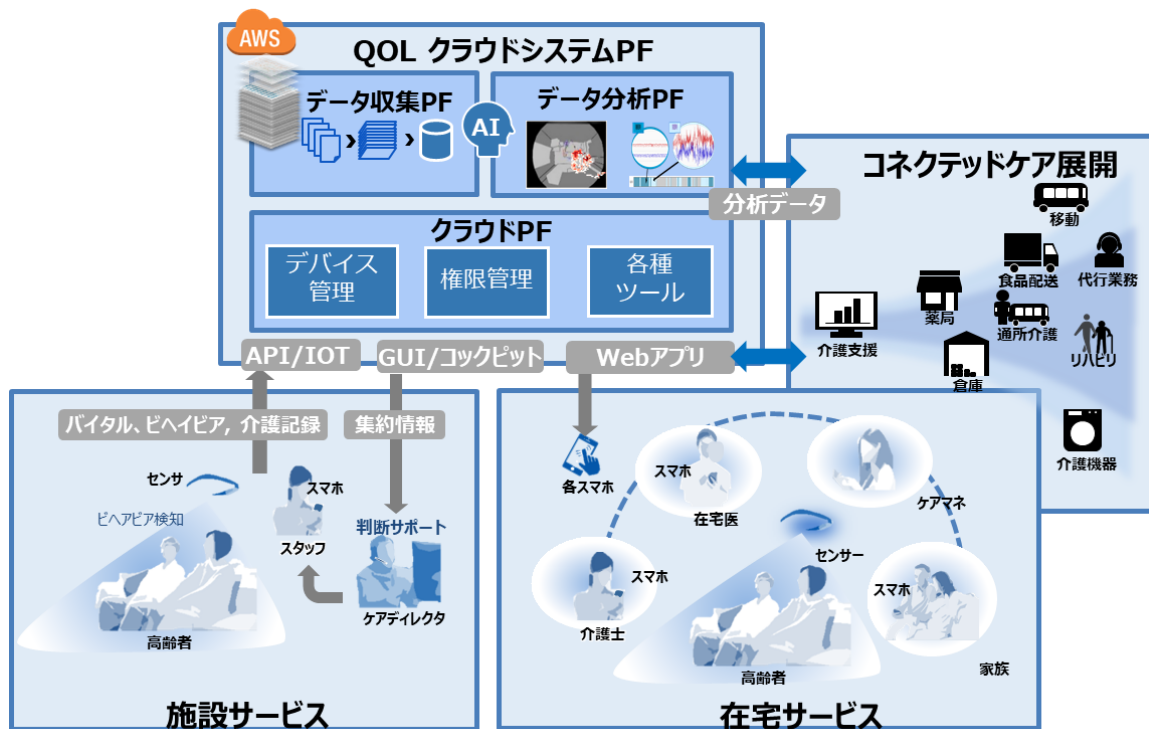 AWS
QOL クラウドシステムPF
データ収集PF
AI
データ分析PF
分析データ
クラウドPF
デバイス
管理
権限管理
各種
ツール
API/IOT
GUI/コックピット
Webアプリ
コネクテッドケア展開
移動
食品配送
代行業務
薬局
通所介護
介護支援
リハビリ
倉庫
介護機器
バイタル、ビヘイビア, 介護記録
集約情報
センサ
スマホ
ビヘアビア検知
スタッフ
判断サポート
ケアディレクタ
高齢者
施設サービス
各スマホ
スマホ
在宅医
ケアマネ
センサー
スマホ
介護士
スマホ
家族
高齢者
在宅サービス